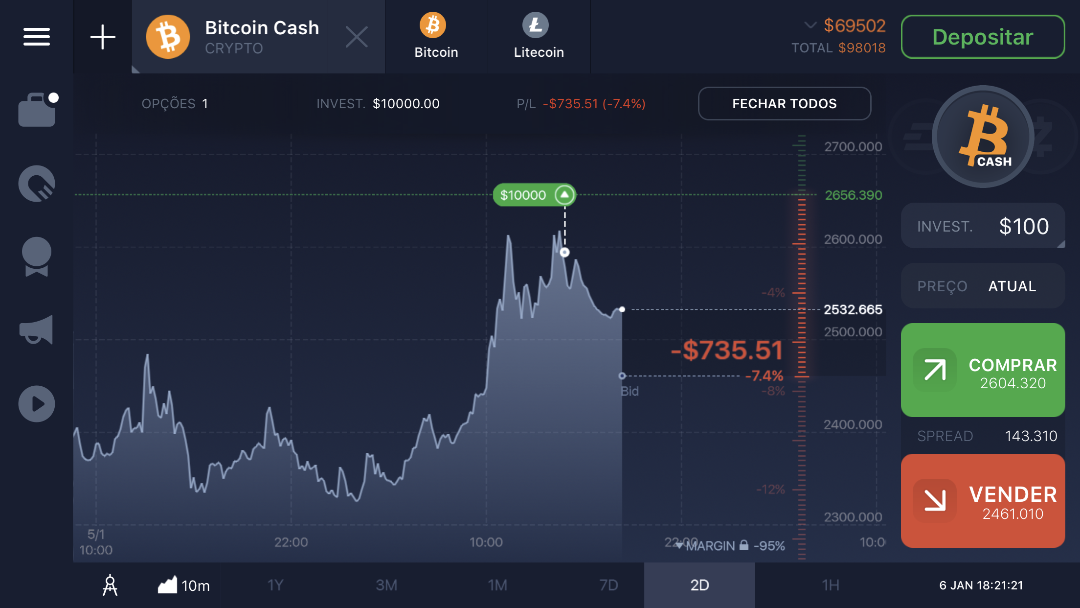 Bitcoin Cash
CRYPTO
Bitcoin
Litecoin
$69502
TOTAL $98018
Depositar
OPÇÕES 1
INVEST. $10000.00
P/L -$735.51 (-7.4%)
FECHAR TODOS
CASH
2700.000
$10000
2656.390
2600.000
INVEST. $100
PREÇO ATUAL
-4%
2532.665
2500.000
-$735.51
-7.4%
Bid
-8%
COMPRAR
2604.320
2400.000
SPREAD 143.310
-12%
VENDER
2461.010
2300.000
5/1
10:00
22:00
10:00
22:00
MARGIN -95%
10:0
10m
1Y
3M
1M
7D
2D
1H
6 JAN 18:21:21